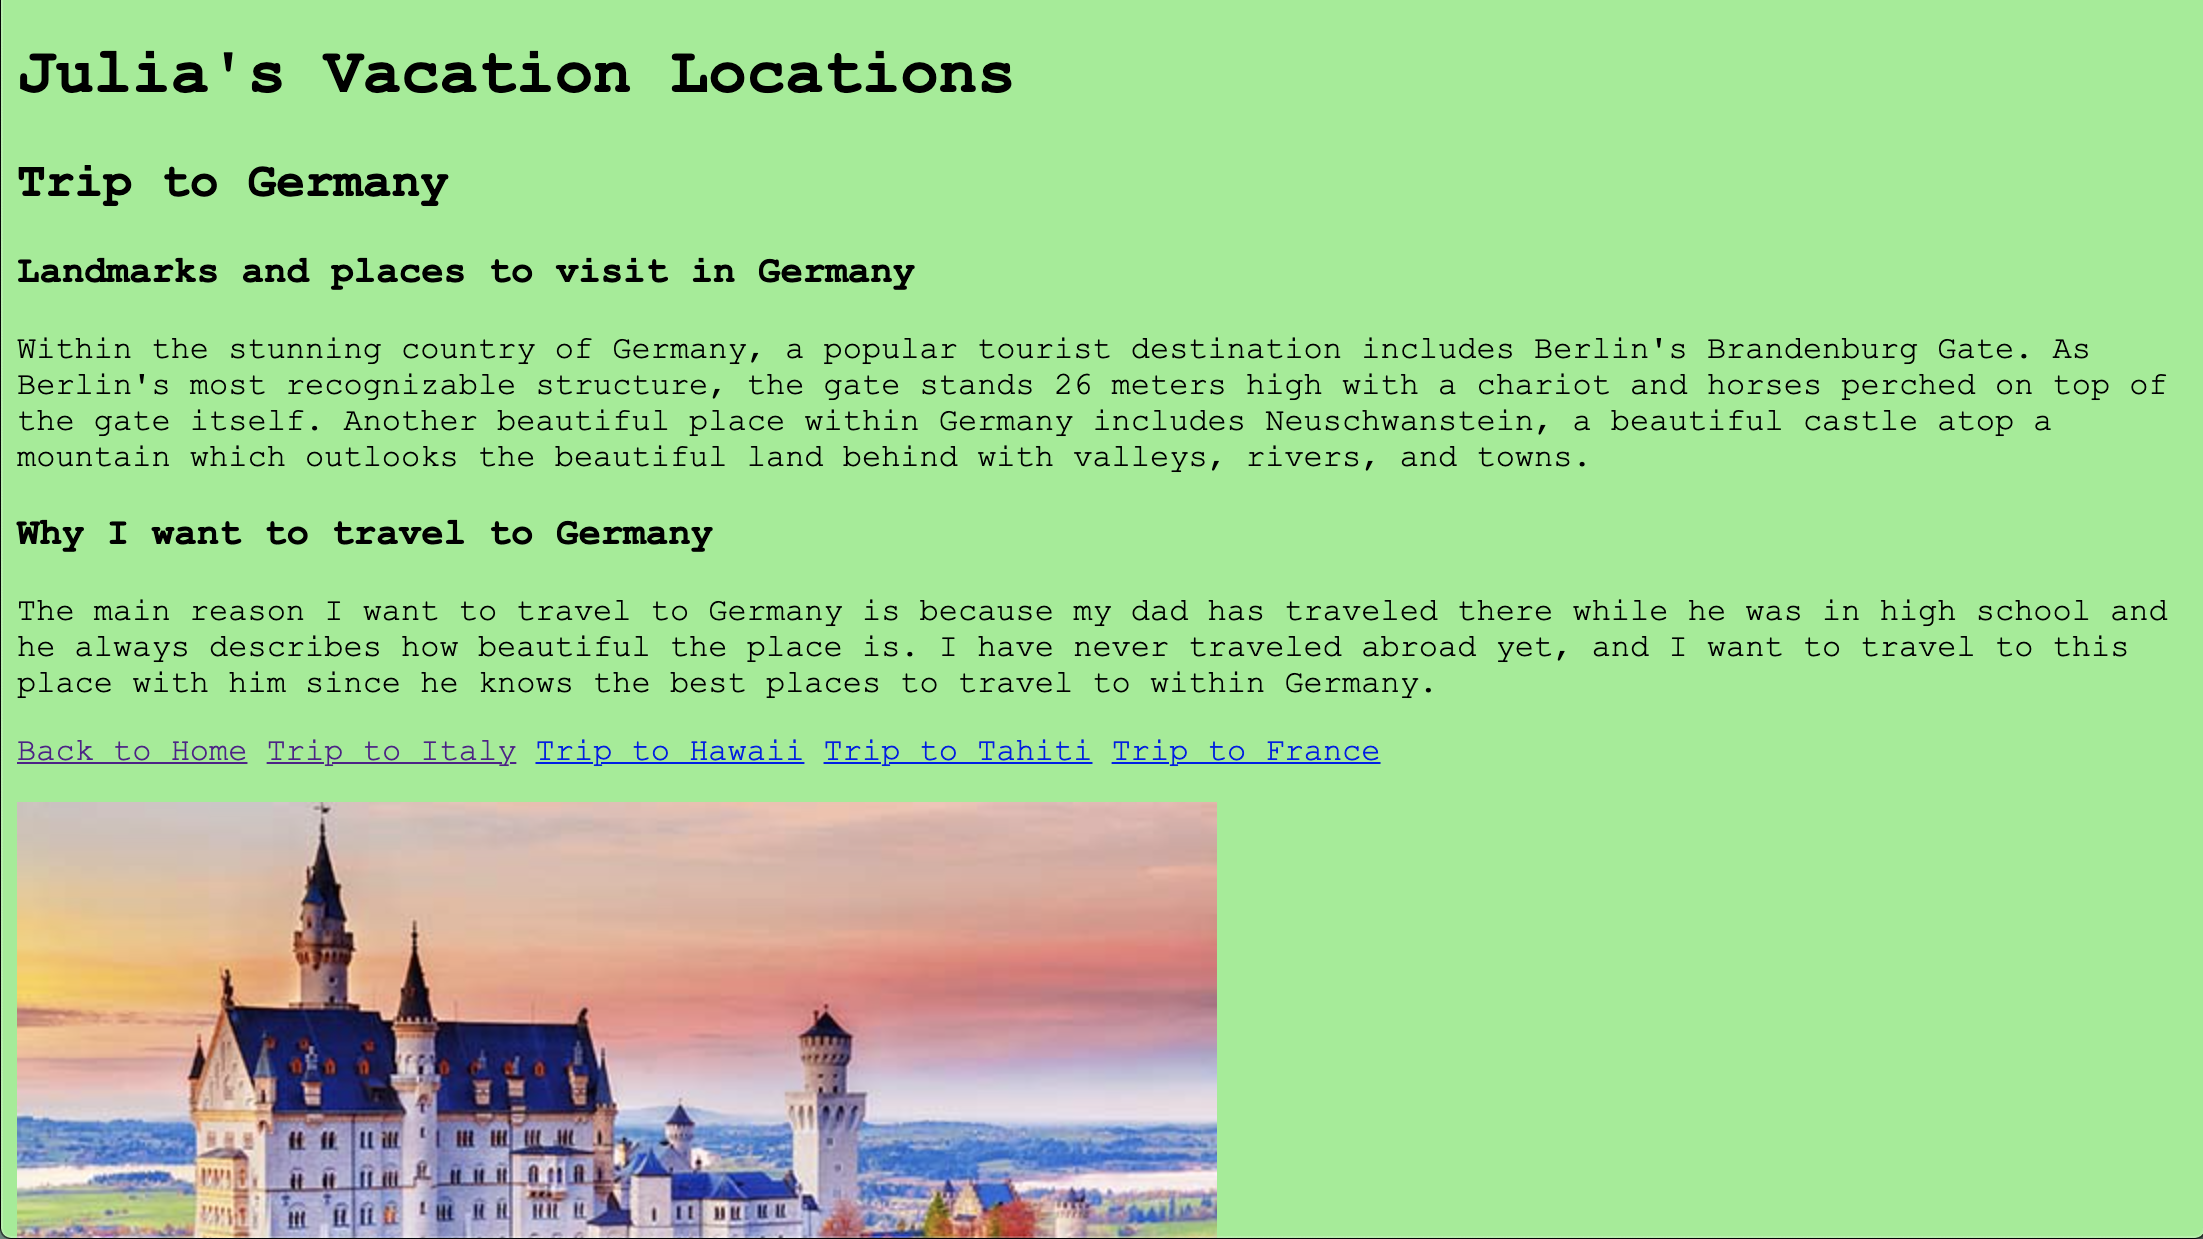 Julia's Vacation Locations
Trip to Germany
Landmarks and places to visit in Germany
Within the stunning country of Germany, a popular tourist destination includes Berlin's Brandenburg Gate. As
Berlin's most recognizable structure, the gate stands 26 meters high with a chariot and horses perched on top of
the gate itself. Another beautiful place within Germany includes Neuschwanstein, a beautiful castle atop a
mountain which outlooks the beautiful land behind with valleys, rivers, and towns.
Why I want to travel to Germany
The main reason I want to travel to Germany is because my dad has traveled there while he was in high school and
he always describes how beautiful the place is. I have never traveled abroad yet, and I want to travel to this
place with him since he knows the best places to travel to within Germany.
Back to Home Trip to Italy Trip to Hawaii Trip to Tahiti Trip to France